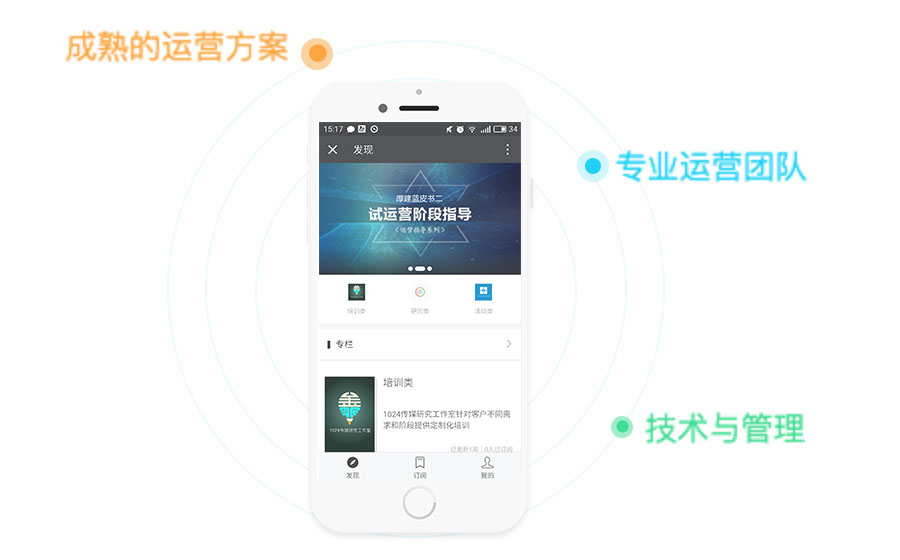 成熟的运营方案
专业运营团队
技术与管理
15:17
34
发现
厚建蓝皮书二
试运营阶段指导
《运营指导系列》
培训类
研究类
活动类
专栏
培训类
1024传媒研究工作室针对客户不同需
求和阶段提供定制化培训
1024传媒研究工作室
已更新1期 | 0人已订阅
发现
订阅
我的